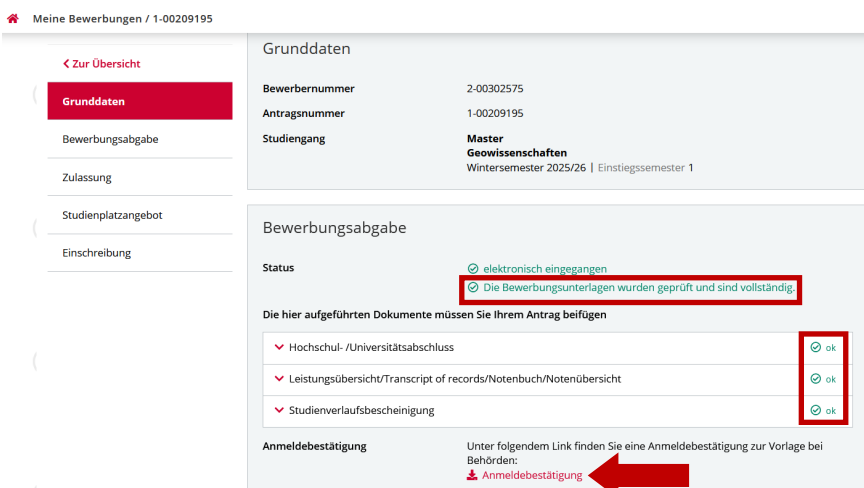 Meine Bewerbungen / 1-00209195
Zur Übersicht
Grunddaten
Bewerbungsabgabe
Zulassung
Studienplatzangebot
Einschreibung
Grunddaten
Bewerbernummer 2-00302575
Antragsnummer 1-00209195
Studiengang Master
Geowissenschaften
Wintersemester 2025/26 | Einstiegssemester 1
Bewerbungsabgabe
Status elektronisch eingegangen
Die Bewerbungsunterlagen wurden geprüft und sind vollständig.
Die hier aufgeführten Dokumente müssen Sie Ihrem Antrag beifügen
Hochschul- /Universitätsabschluss ok
Leistungsübersicht/Transcript of records/Notenbuch/Notenübersicht ok
Studienverlaufsbescheinigung ok
Anmeldebestätigung Unter folgendem Link finden Sie eine Anmeldebestätigung zur Vorlage bei
Behörden:
Anmeldebestätigung